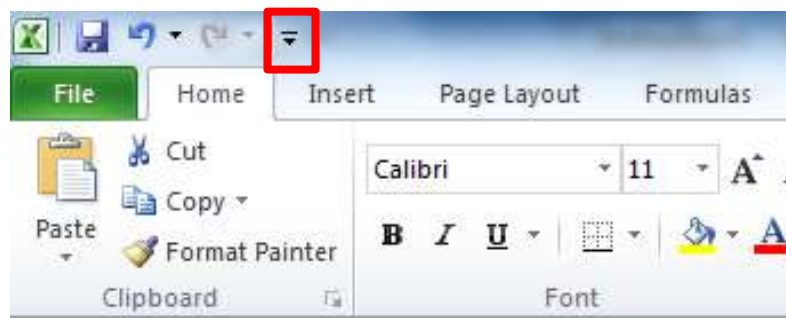 File Home Insert Page Layout Formulas
Cut
Calibri 11
Copy
Paste
B I U A
Format Painter
Clipboard Font